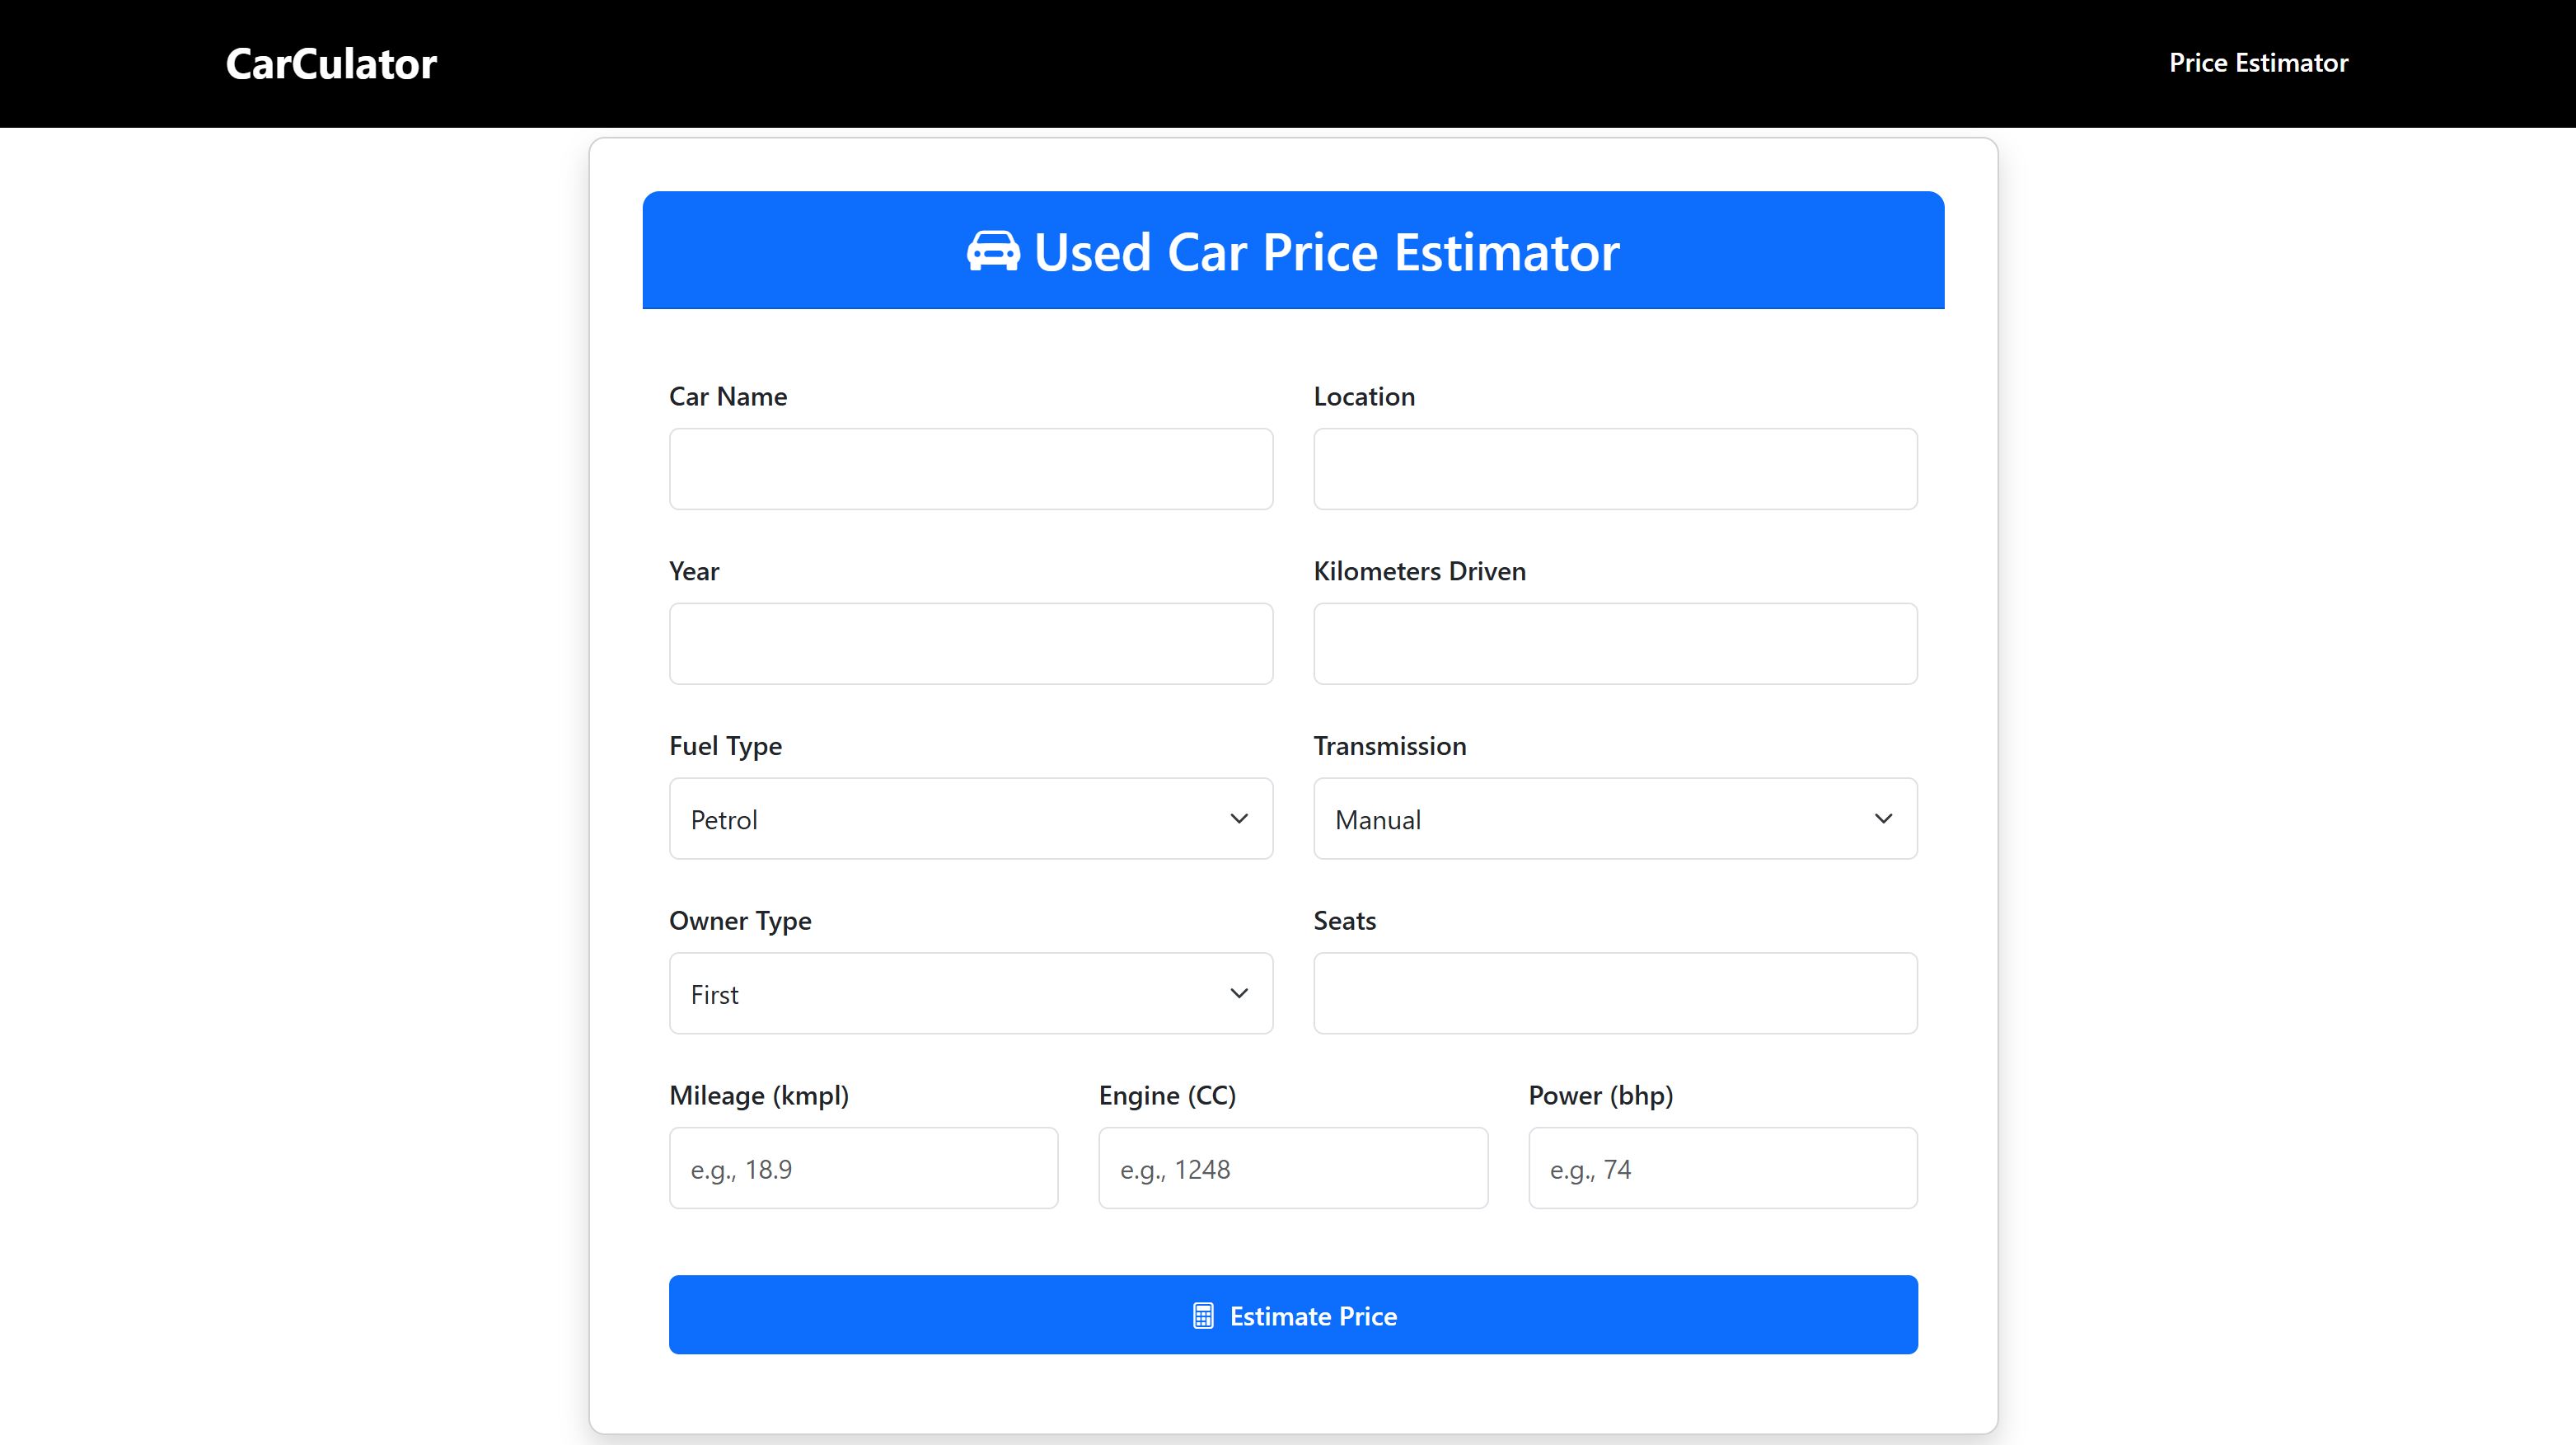 CarCulator
Price Estimator
Used Car Price Estimator
Car Name
Location
Year
Kilometers Driven
Fuel Type
Transmission
Petrol
Manual
Owner Type
Seats
First
Mileage (kmpl)
Engine (CC)
Power (bhp)
e.g., 18.9
e.g., 1248
e.g., 74
Estimate Price